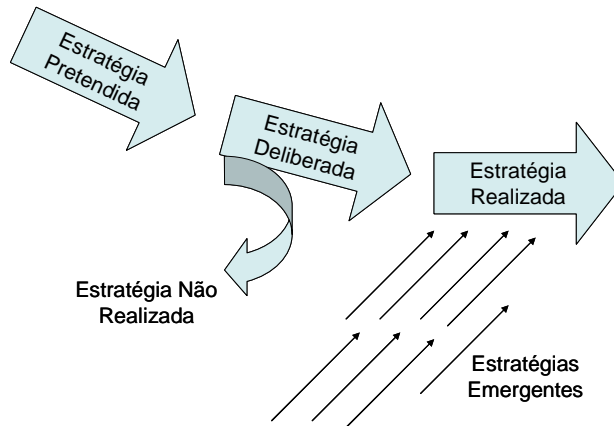 Estratégia
Pretendida
Estratégia
Deliberada
Estratégia
Realizada
Estratégia Não
Realizada
Estratégias
Emergentes